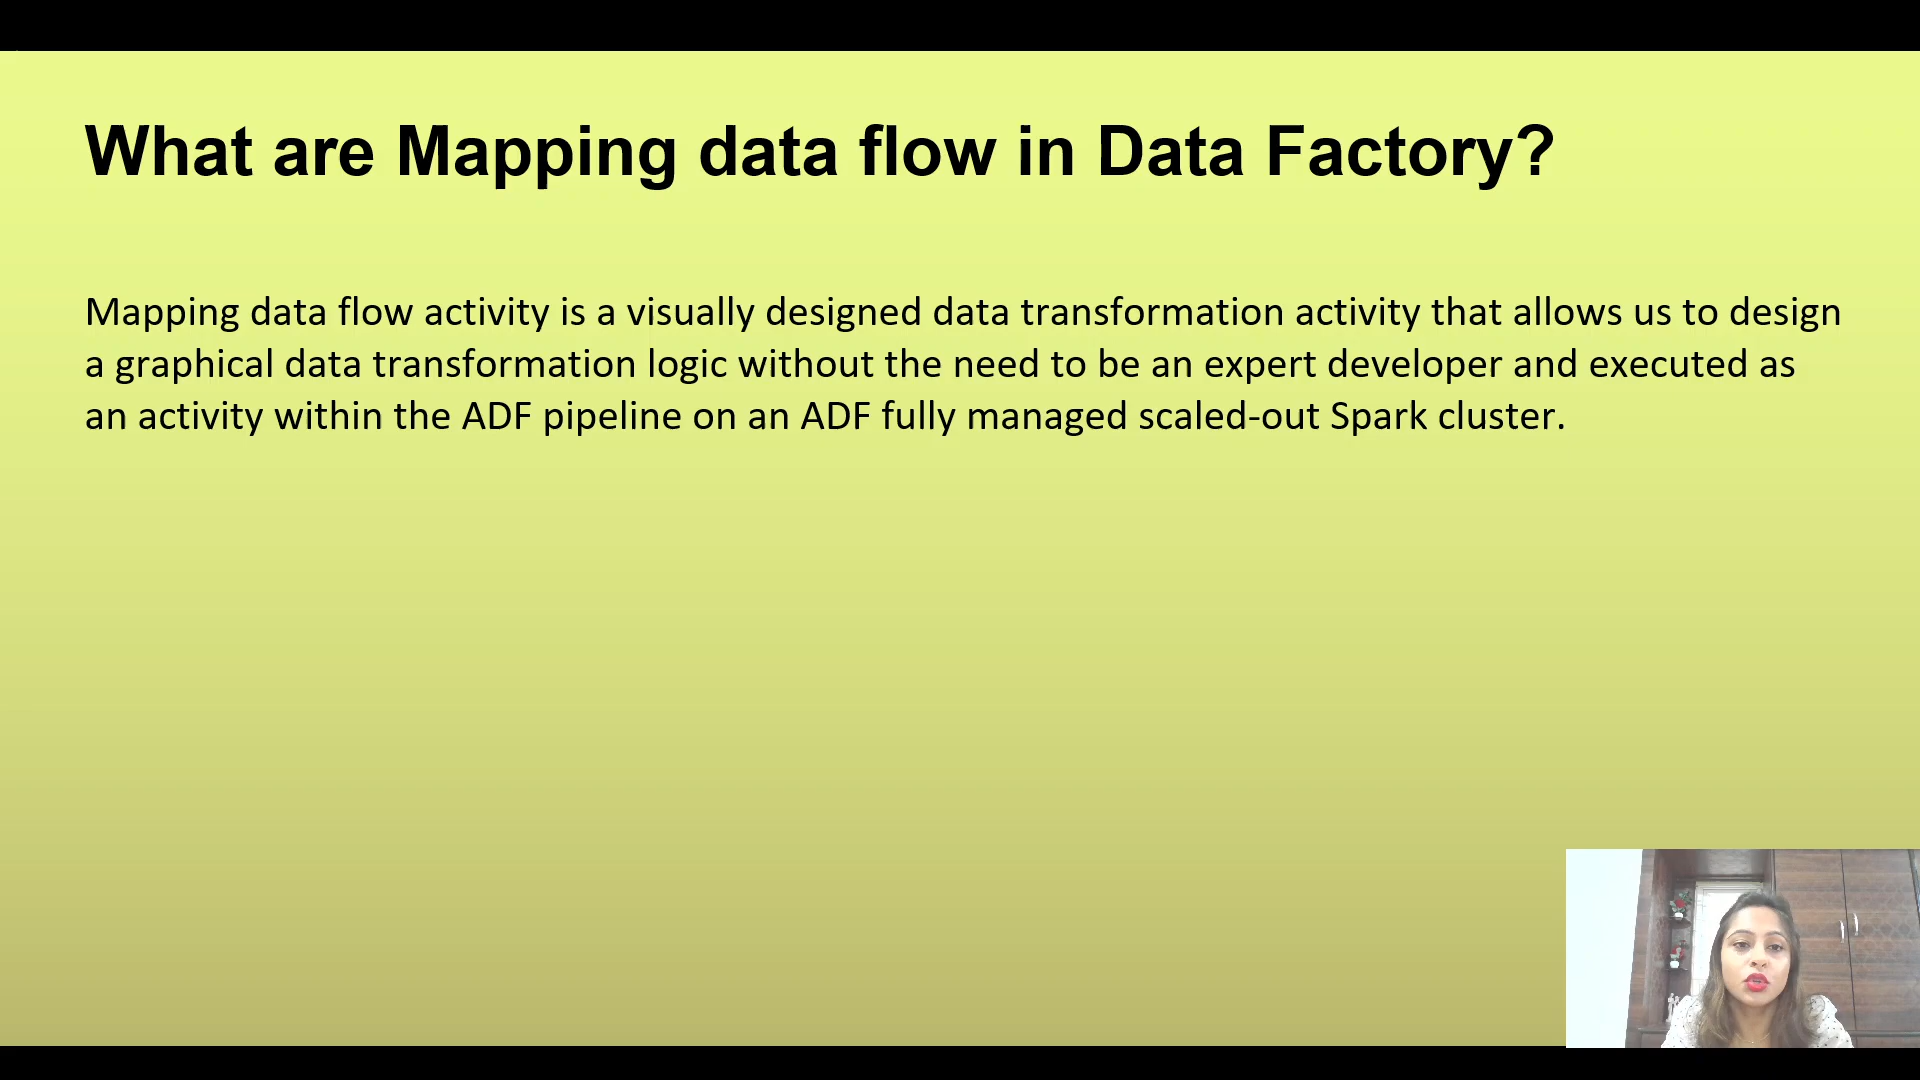 What are Mapping data flow in Data Factory?
Mapping data flow activity is a visually designed data transformation activity that allows us to design
a graphical data transformation logic without the need to be an expert developer and executed as
an activity within the ADF pipeline on an ADF fully managed scaled-out Spark cluster.